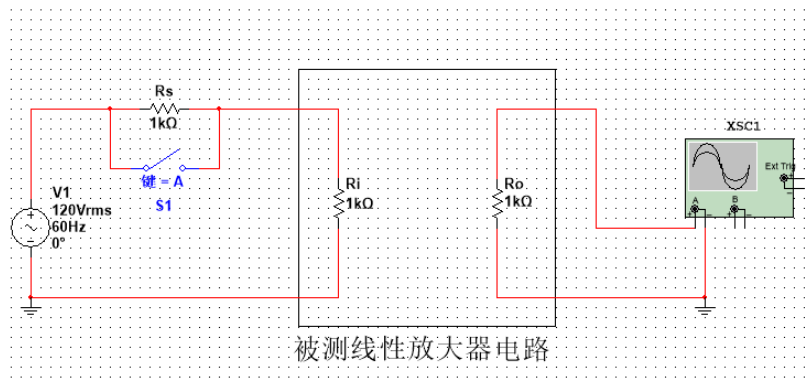 Rs
1kΩ
键 = A
S1
V1
120Vrms
60Hz
0°
Ri
1kΩ
Ro
1kΩ
XSC1
Ext Trig
A
B
被测线性放大器电路